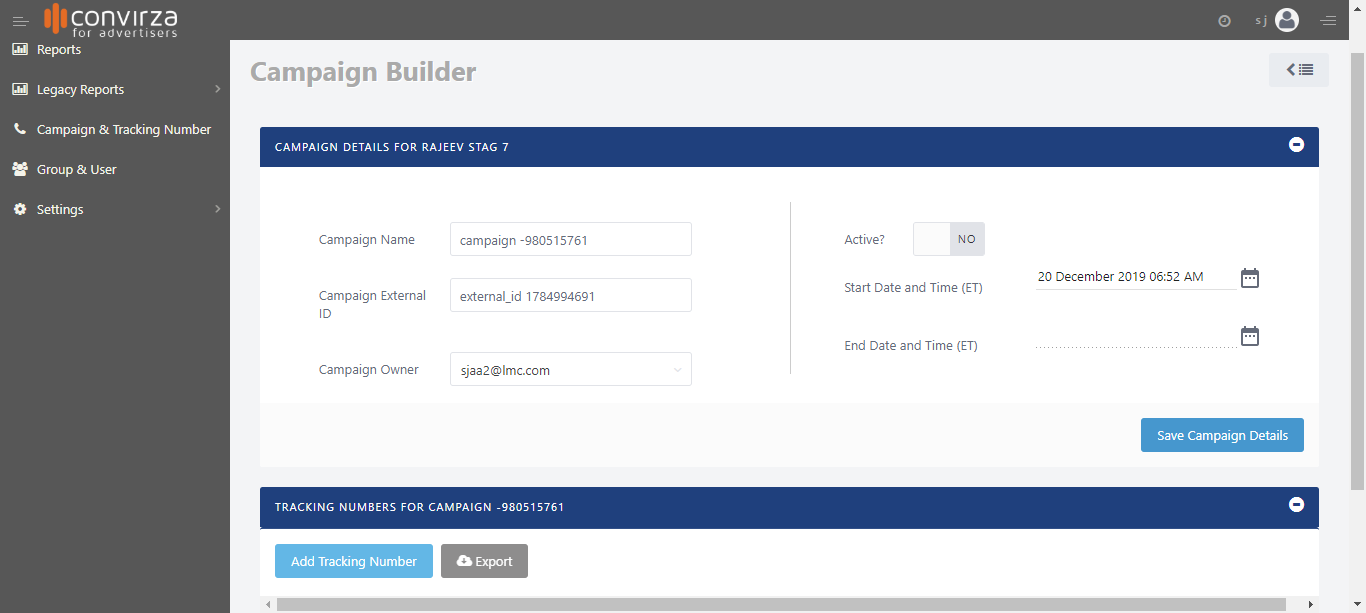 convirza
for advertisers
s j
Reports
Legacy Reports
Campaign & Tracking Number
Group & User
Settings
Campaign Builder
CAMPAIGN DETAILS FOR RAJEEV STAG 7
Campaign Name
campaign -980515761
Campaign External
ID
external_id 1784994691
Campaign Owner
sjaa2@lmc.com
Active?
NO
Start Date and Time (ET)
20 December 2019 06:52 AM
End Date and Time (ET)
Save Campaign Details
TRACKING NUMBERS FOR CAMPAIGN -980515761
Add Tracking Number
Export